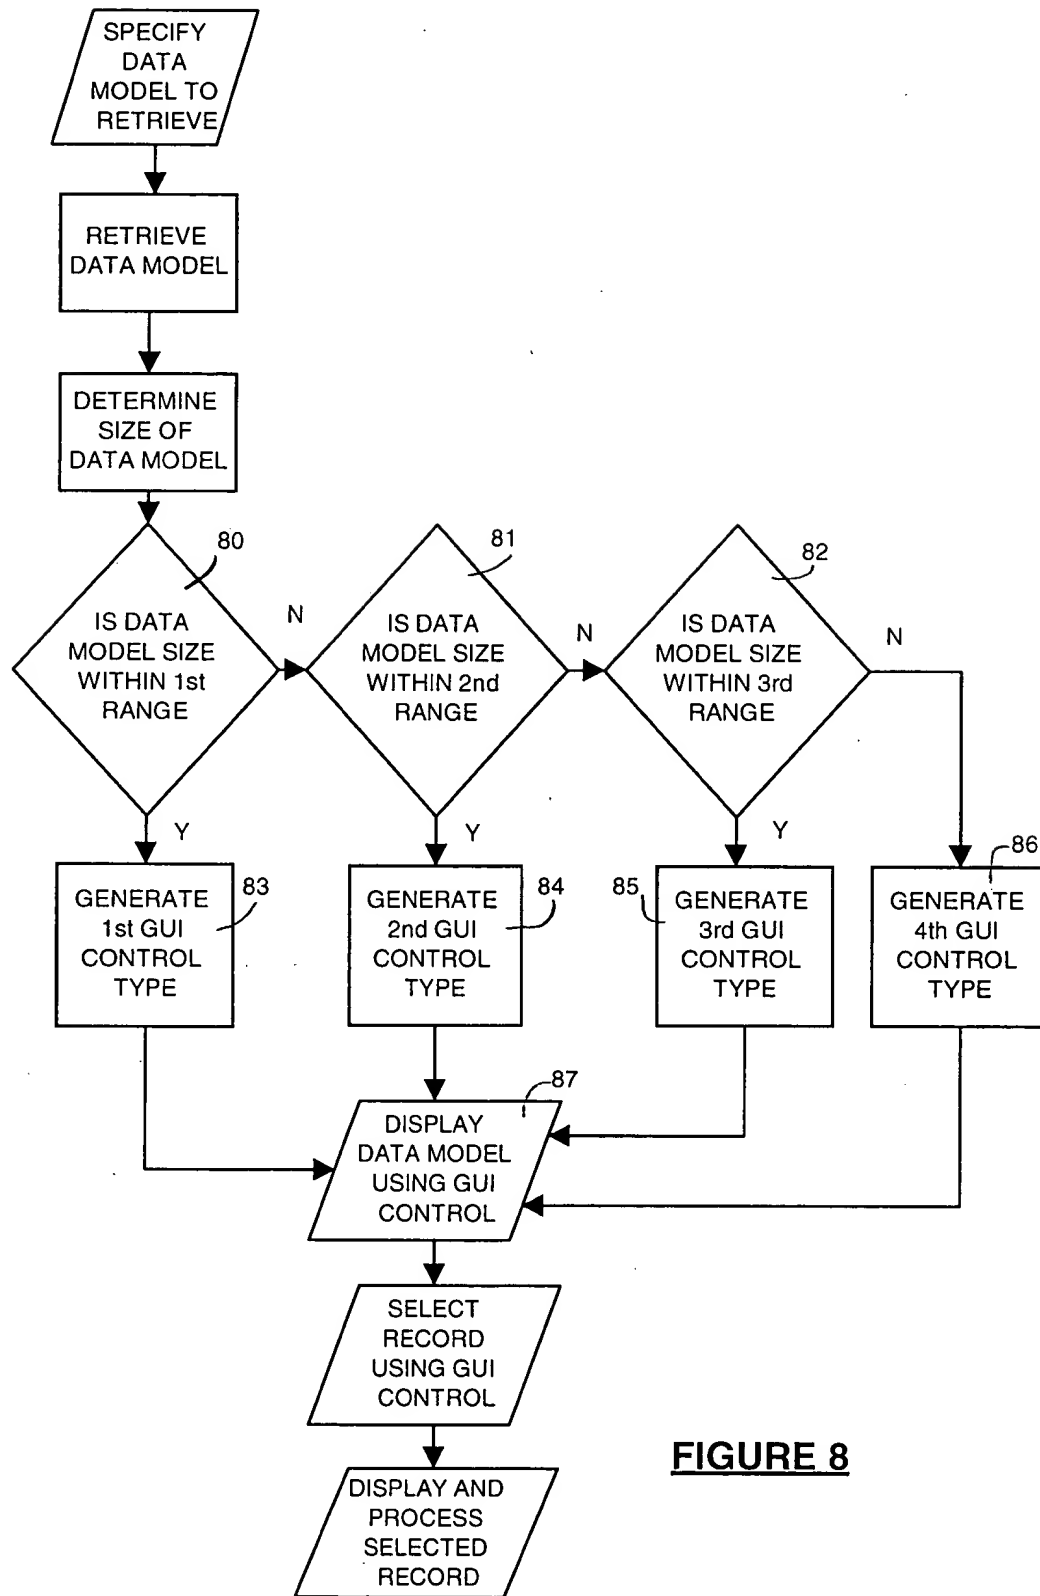 SPECIFY
DATA
MODEL TO
RETRIEVE
RETRIEVE
DATA MODEL
DETERMINE
SIZE OF
DATA MODEL
80
IS DATA
MODEL SIZE
WITHIN 1st
RANGE
N
Y
81
IS DATA
MODEL SIZE
WITHIN 2nd
RANGE
N
Y
82
IS DATA
MODEL SIZE
WITHIN 3rd
RANGE
N
Y
83
GENERATE
1st GUI
CONTROL
TYPE
84
GENERATE
2nd GUI
CONTROL
TYPE
85
GENERATE
3rd GUI
CONTROL
TYPE
86
GENERATE
4th GUI
CONTROL
TYPE
87
DISPLAY
DATA MODEL
USING GUI
CONTROL
SELECT
RECORD
USING GUI
CONTROL
DISPLAY AND
PROCESS
SELECTED
RECORD
FIGURE 8